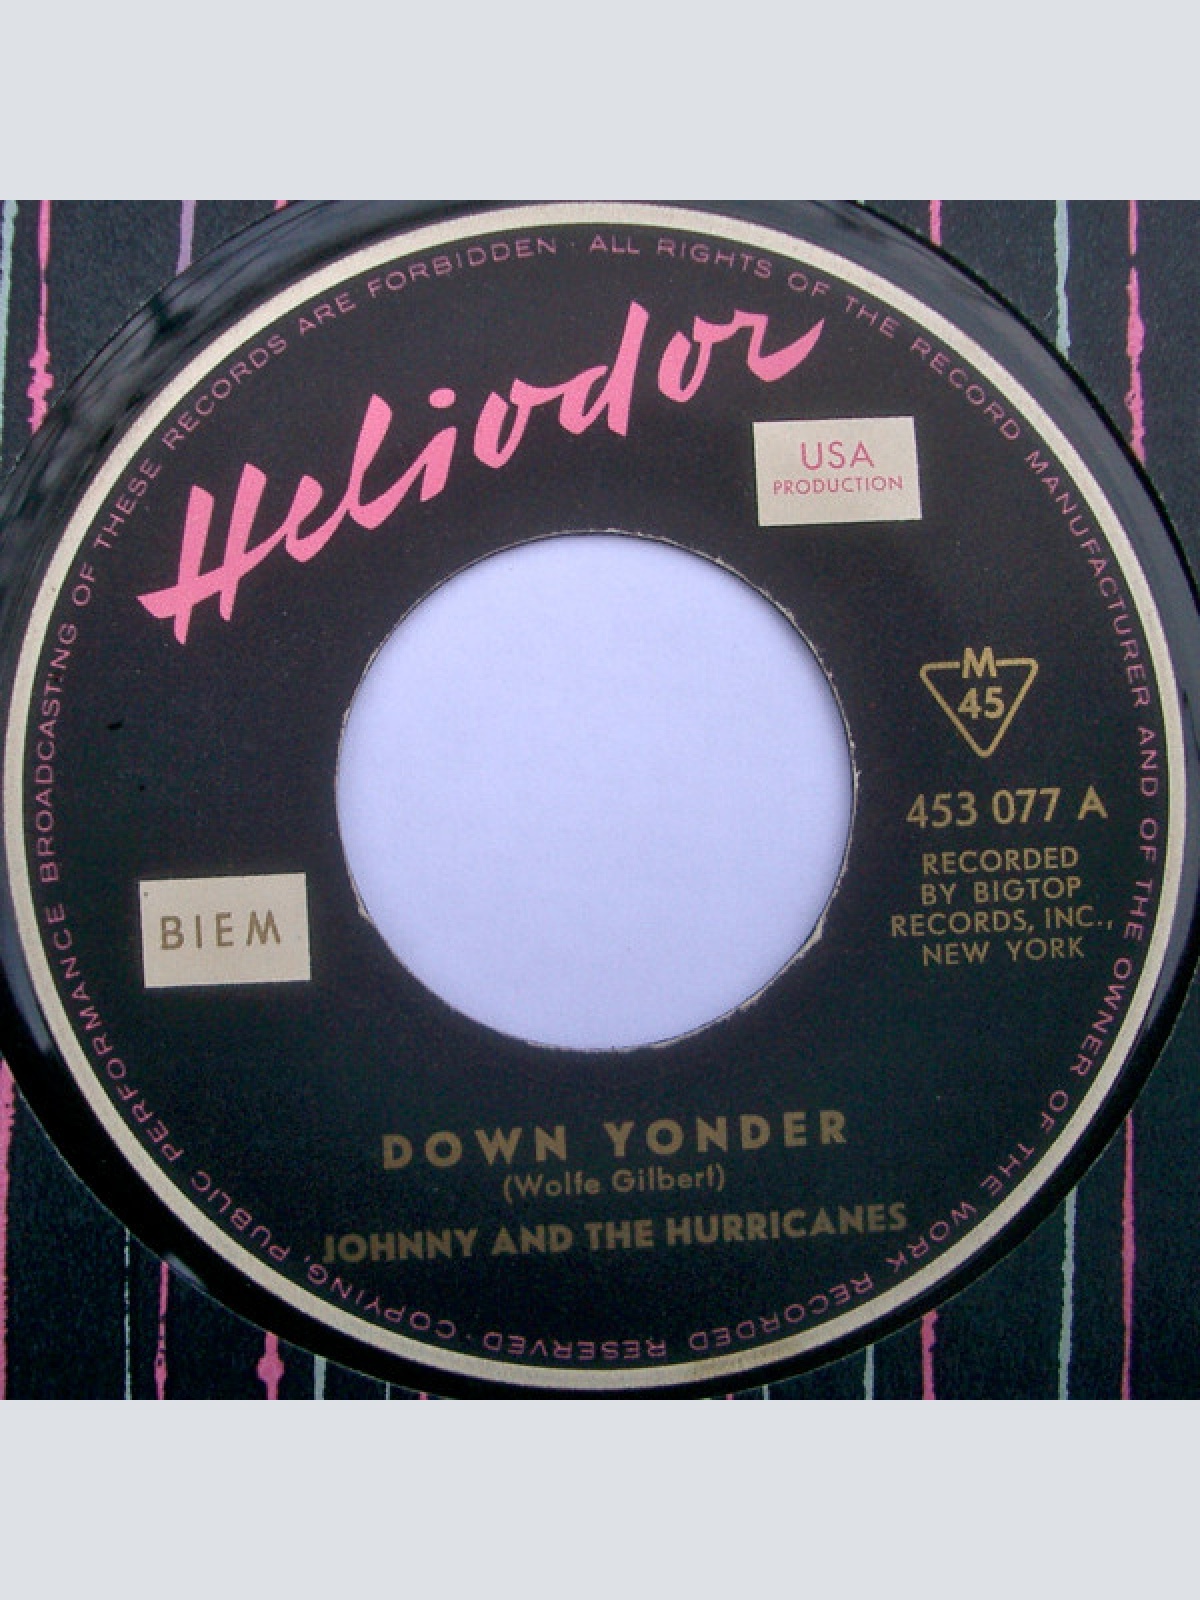 Heliodor
USA
PRODUCTION
M
45
453 077 A
RECORDED
BY BIGTOP
RECORDS, INC.,
NEW YORK
BIEM
DOWN YONDER
(Wolfe Gilbert)
JOHNNY AND THE HURRICANES
ALL RIGHTS OF THE RECORD MANUFACTURER AND OF THE OWNER OF THE WORK RECORDED RESERVED · COPYING, PUBLIC PERFORMANCE BROADCASTING OF THESE RECORDS ARE FORBIDDEN ·